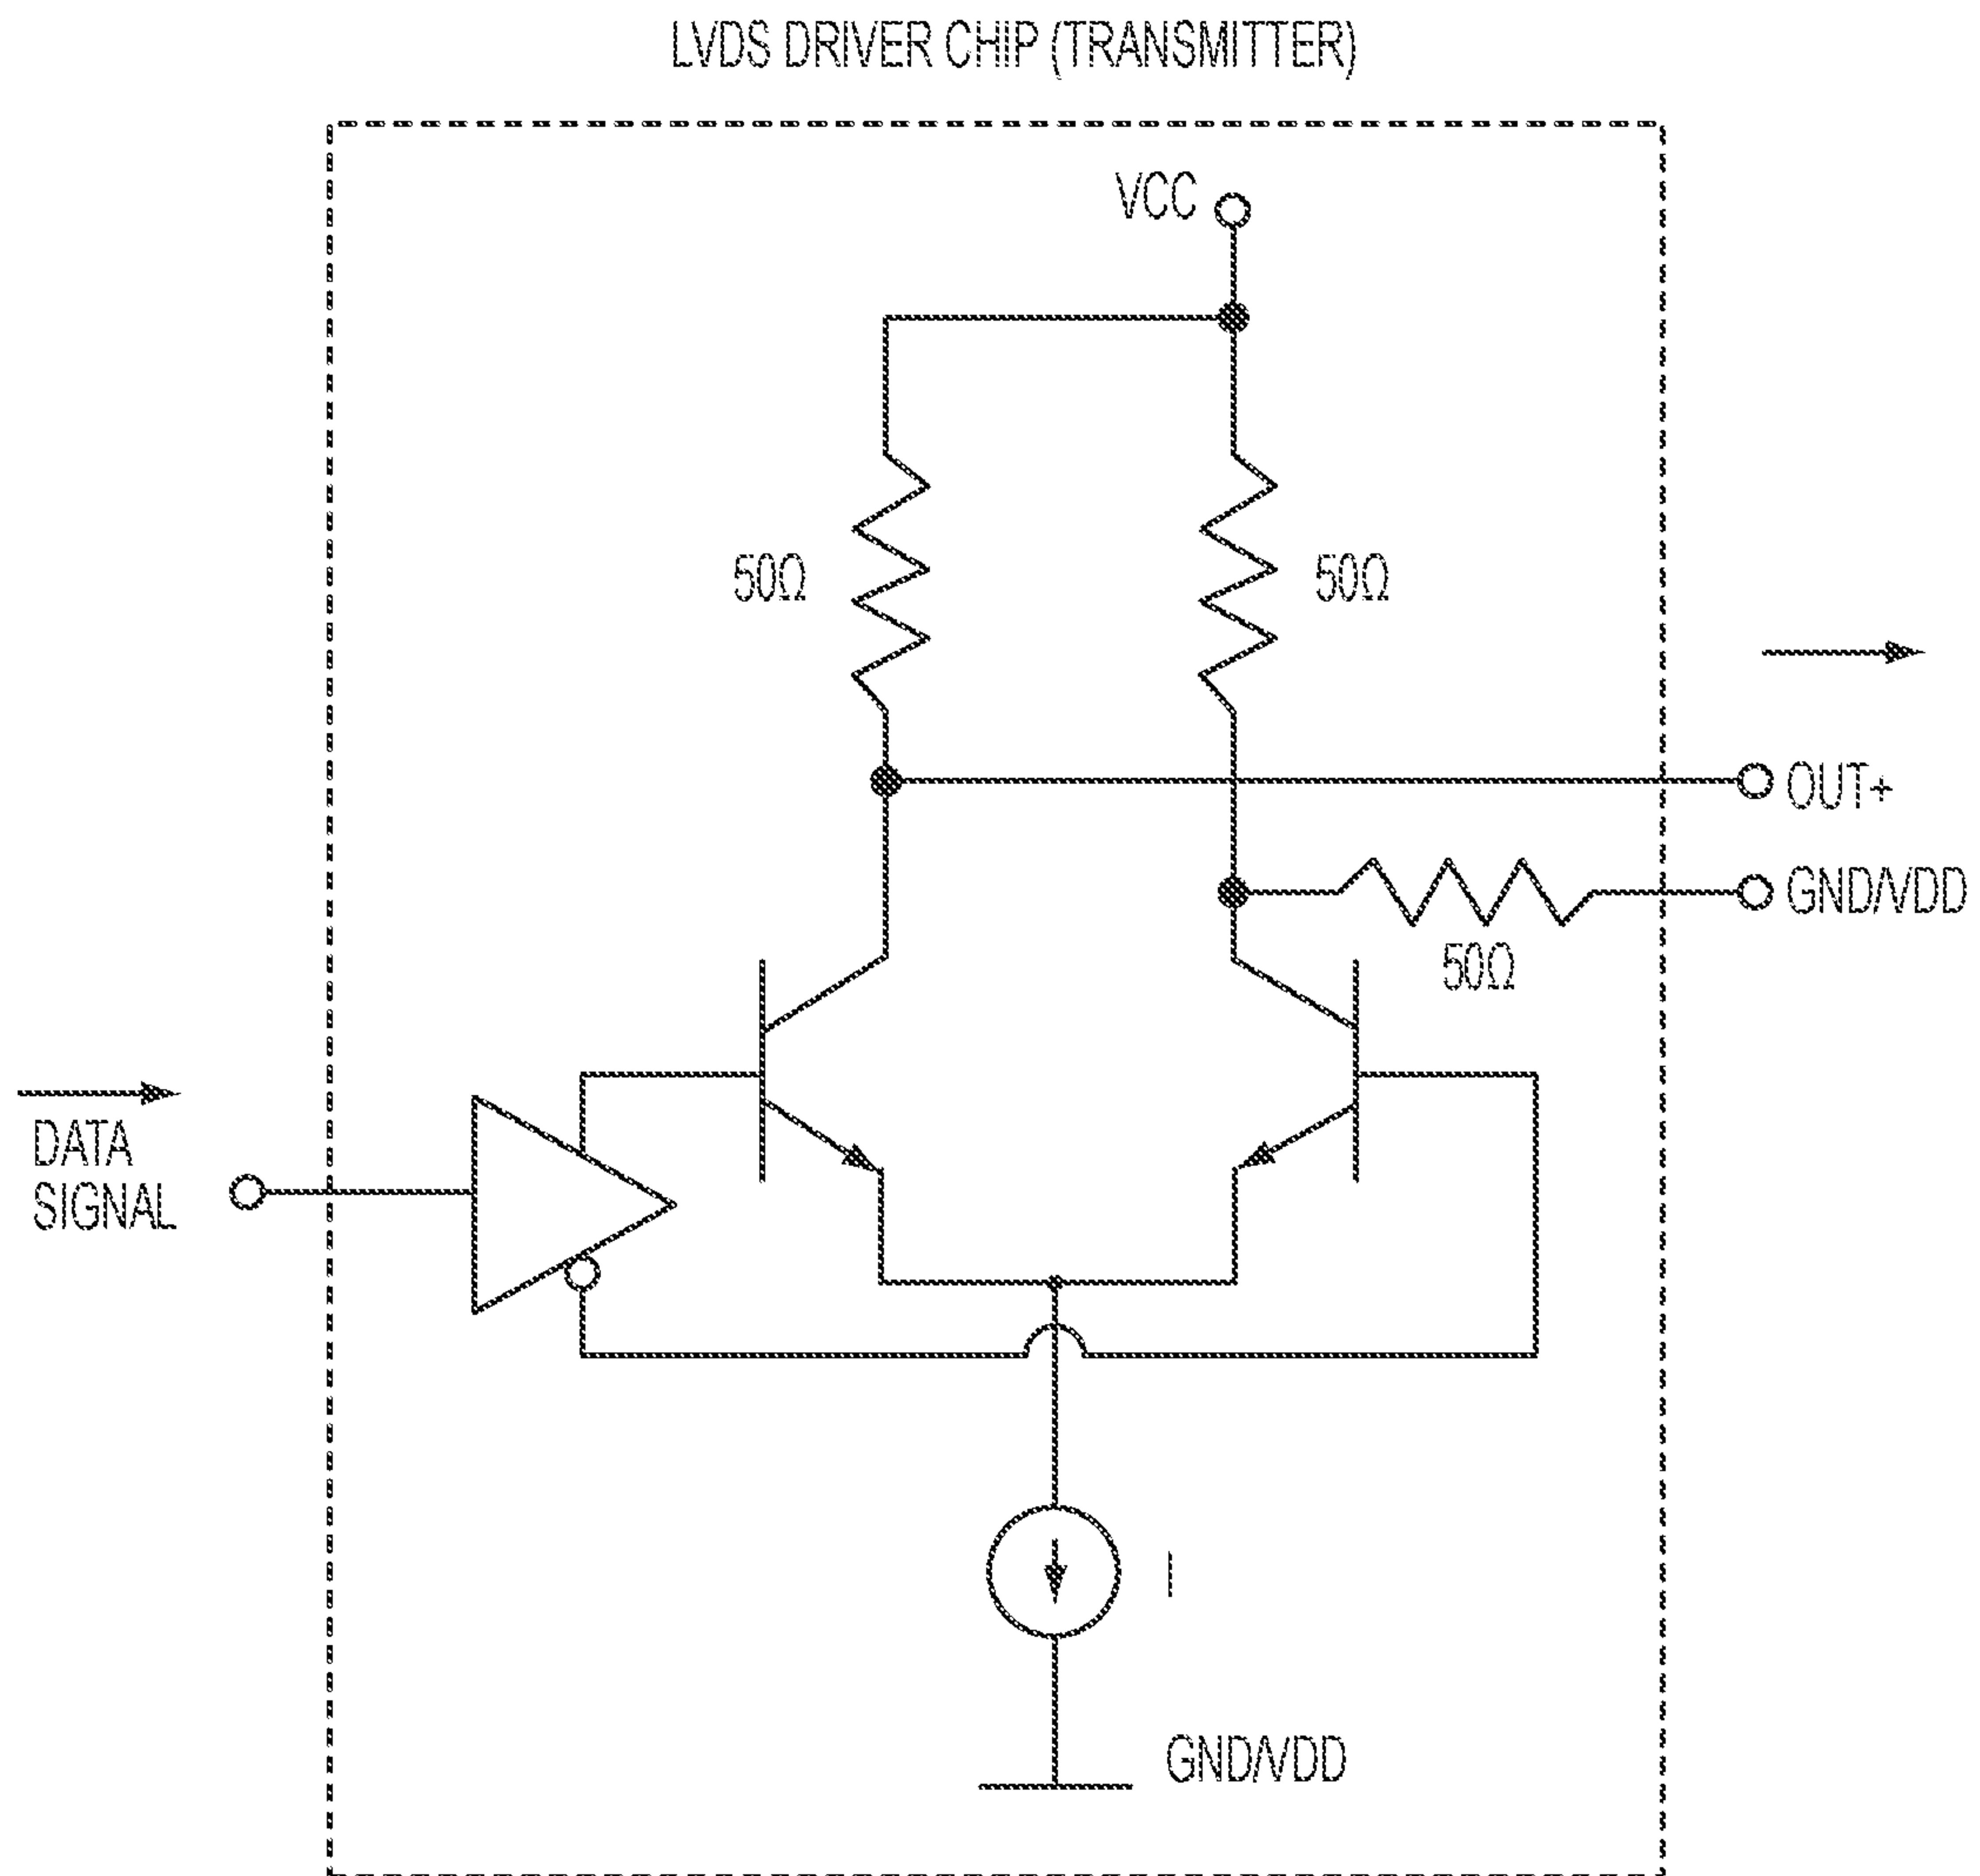 LVDS DRIVER CHIP (TRANSMITTER)
VCC
50Ω
50Ω
OUT+
GND/VDD
50Ω
DATA
SIGNAL
I
GND/VDD